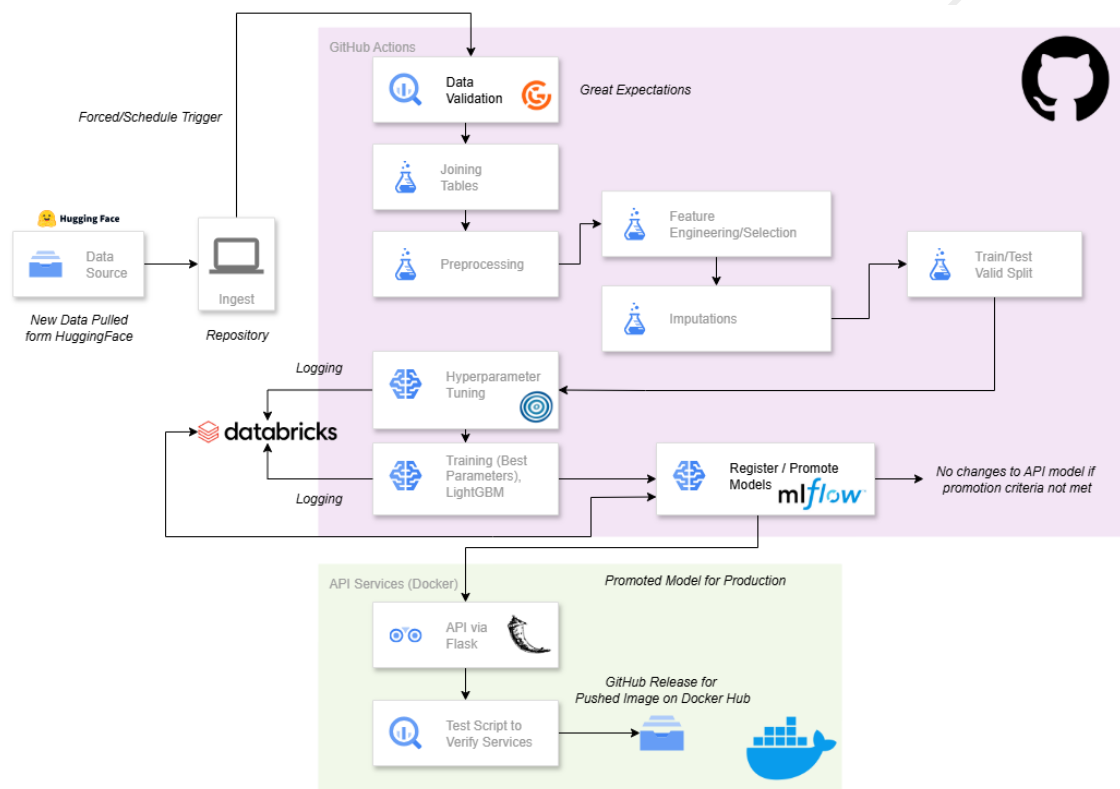 GitHub Actions
Data
Validation
Great Expectations
Forced/Schedule Trigger
Joining
Tables
Hugging Face
Data
Source
Ingest
New Data Pulled
form HuggingFace
Repository
Preprocessing
Feature
Engineering/Selection
Imputations
Train/Test
Valid Split
Logging
Hyperparameter
Tuning
databricks
Logging
Training (Best
Parameters),
LightGBM
Register / Promote
Models
mlflow
No changes to API model if
promotion criteria not met
API Services (Docker)
Promoted Model for Production
API via
Flask
GitHub Release for
Pushed Image on Docker Hub
Test Script to
Verify Services